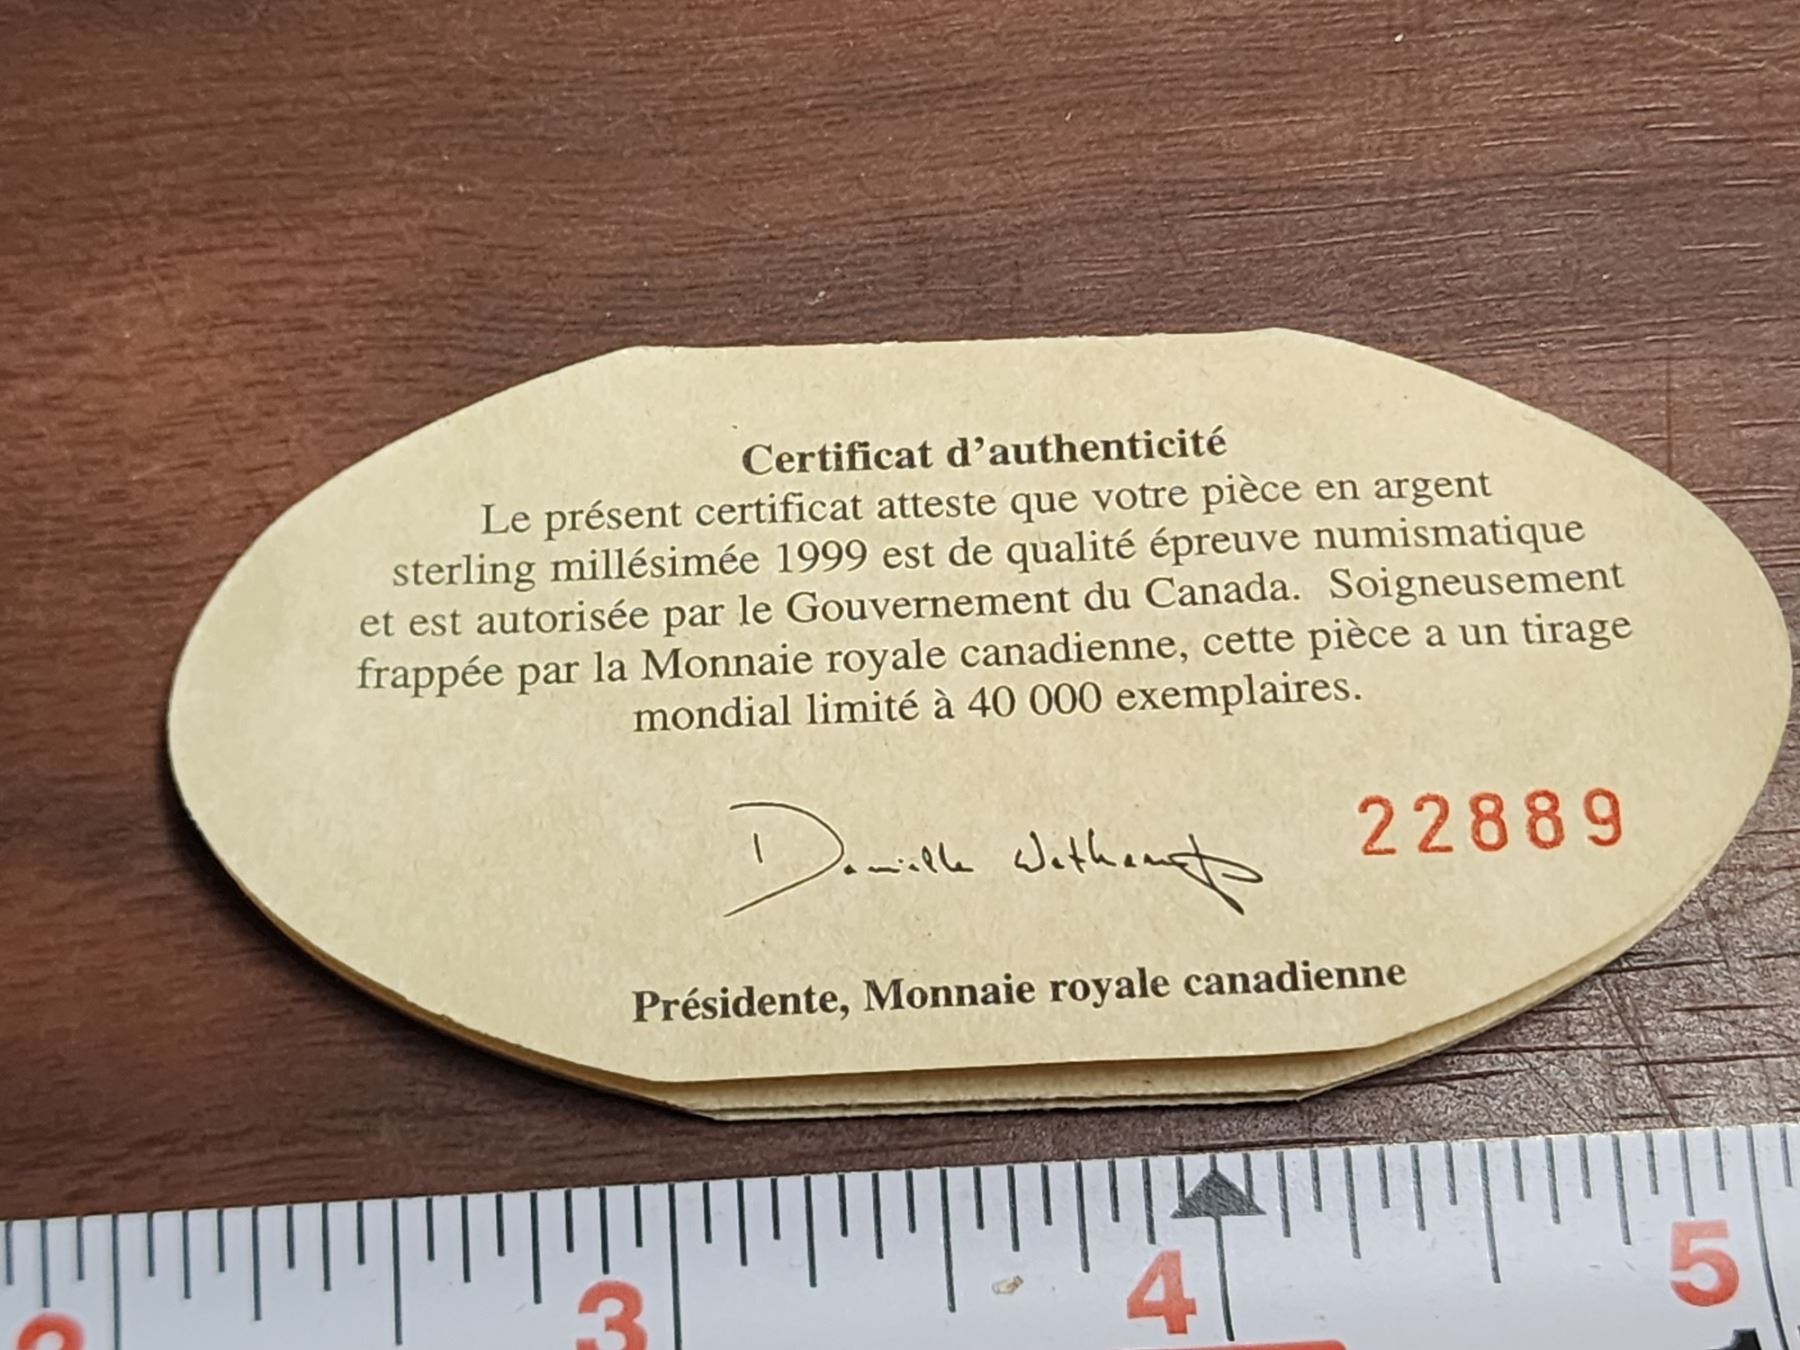 Certificat d'authenticité
Le présent certificat atteste que votre pièce en argent
sterling millésimée 1999 est de qualité épreuve numismatique
et est autorisée par le Gouvernement du Canada. Soigneusement
frappée par la Monnaie royale canadienne, cette pièce a un tirage
mondial limité à 40 000 exemplaires.
22889
Présidente, Monnaie royale canadienne
3
4
5